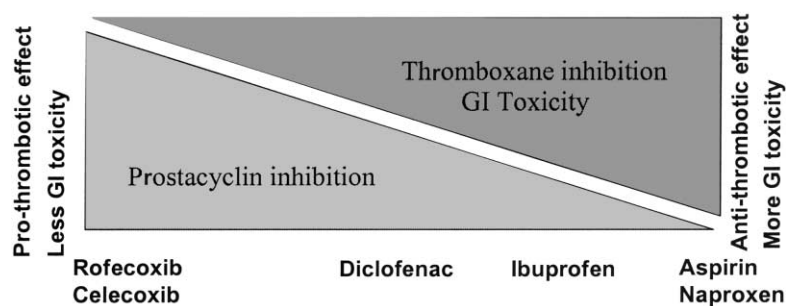 Pro-thrombotic effect
Less GI toxicity
Thromboxane inhibition
GI Toxicity
Prostacyclin inhibition
Anti-thrombotic effect
More GI toxicity
Rofecoxib
Celecoxib
Diclofenac
Ibuprofen
Aspirin
Naproxen